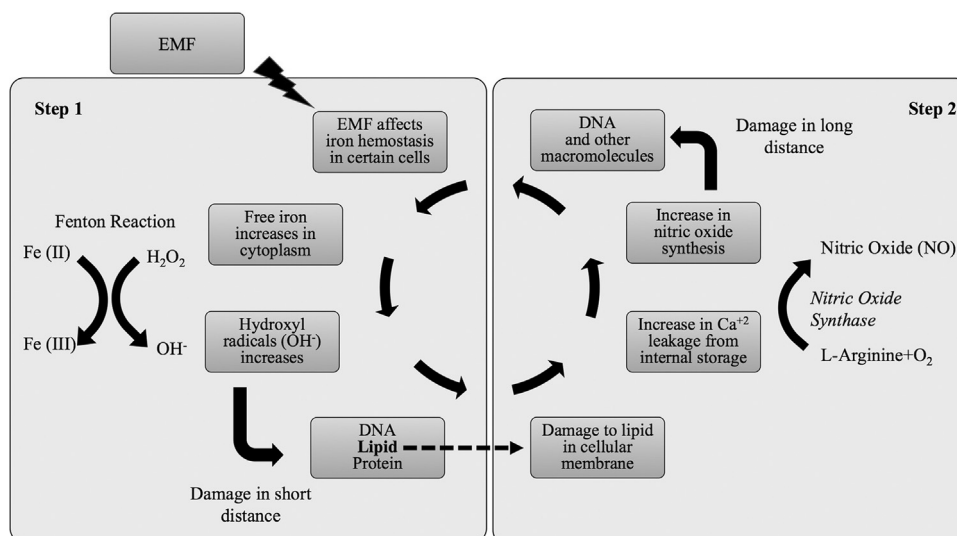 EMF
Step 1
EMF affects
iron hemostasis
in certain cells
Fenton Reaction
Fe (II)
H₂O₂
Fe (III)
OH-
Free iron
increases in
cytoplasm
Hydroxyl
radicals (OH-)
increases
DNA
Lipid
Protein
Damage in short
distance
Step 2
DNA
and other
macromolecules
Damage in long
distance
Increase in
nitric oxide
synthesis
Nitric Oxide (NO)
Nitric Oxide
Synthase
L-Arginine+O₂
Increase in Ca⁺²
leakage from
internal storage
Damage to lipid
in cellular
membrane